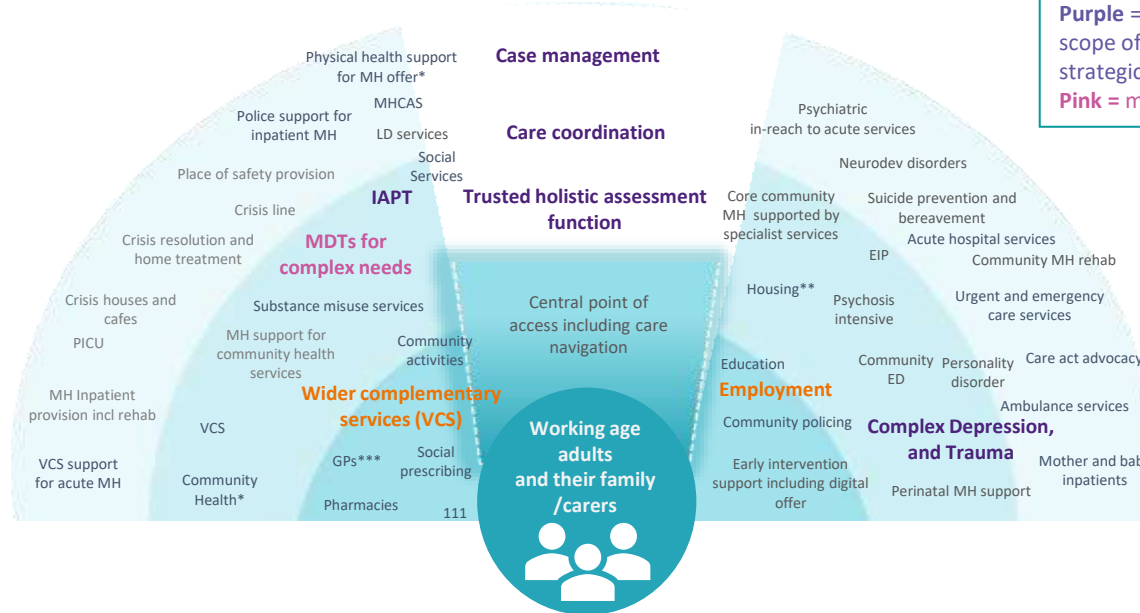 Purple =
scope of
strategic
Pink = m
Physical health support
for MH offer*
MHCAS
Police support for
inpatient MH
LD services
Social
Services
Place of safety provision
IAPT
Crisis line
MDTs for
complex needs
Crisis resolution and
home treatment
Substance misuse services
Crisis houses and
cafes
PICU
MH support for
community health
services
Community
activities
MH Inpatient
provision incl rehab
Wider complementary
services (VCS)
VCS
VCS support
for acute MH
Community
Health*
GPs***
Social
prescribing
Pharmacies
111
Case management
Care coordination
Trusted holistic assessment
function
Central point of
access including care
navigation
Working age
adults
and their family
/carers
Psychiatric
in-reach to acute services
Neurodev disorders
Core community
MH supported by
specialist services
Suicide prevention and
bereavement
Acute hospital services
EIP
Community MH rehab
Housing**
Psychosis
intensive
Urgent and emergency
care services
Education
Community
ED
Personality
disorder
Care act advocacy
Employment
Ambulance services
Community policing
Complex Depression,
and Trauma
Early intervention
support including digital
offer
Perinatal MH support
Mother and bab
inpatients